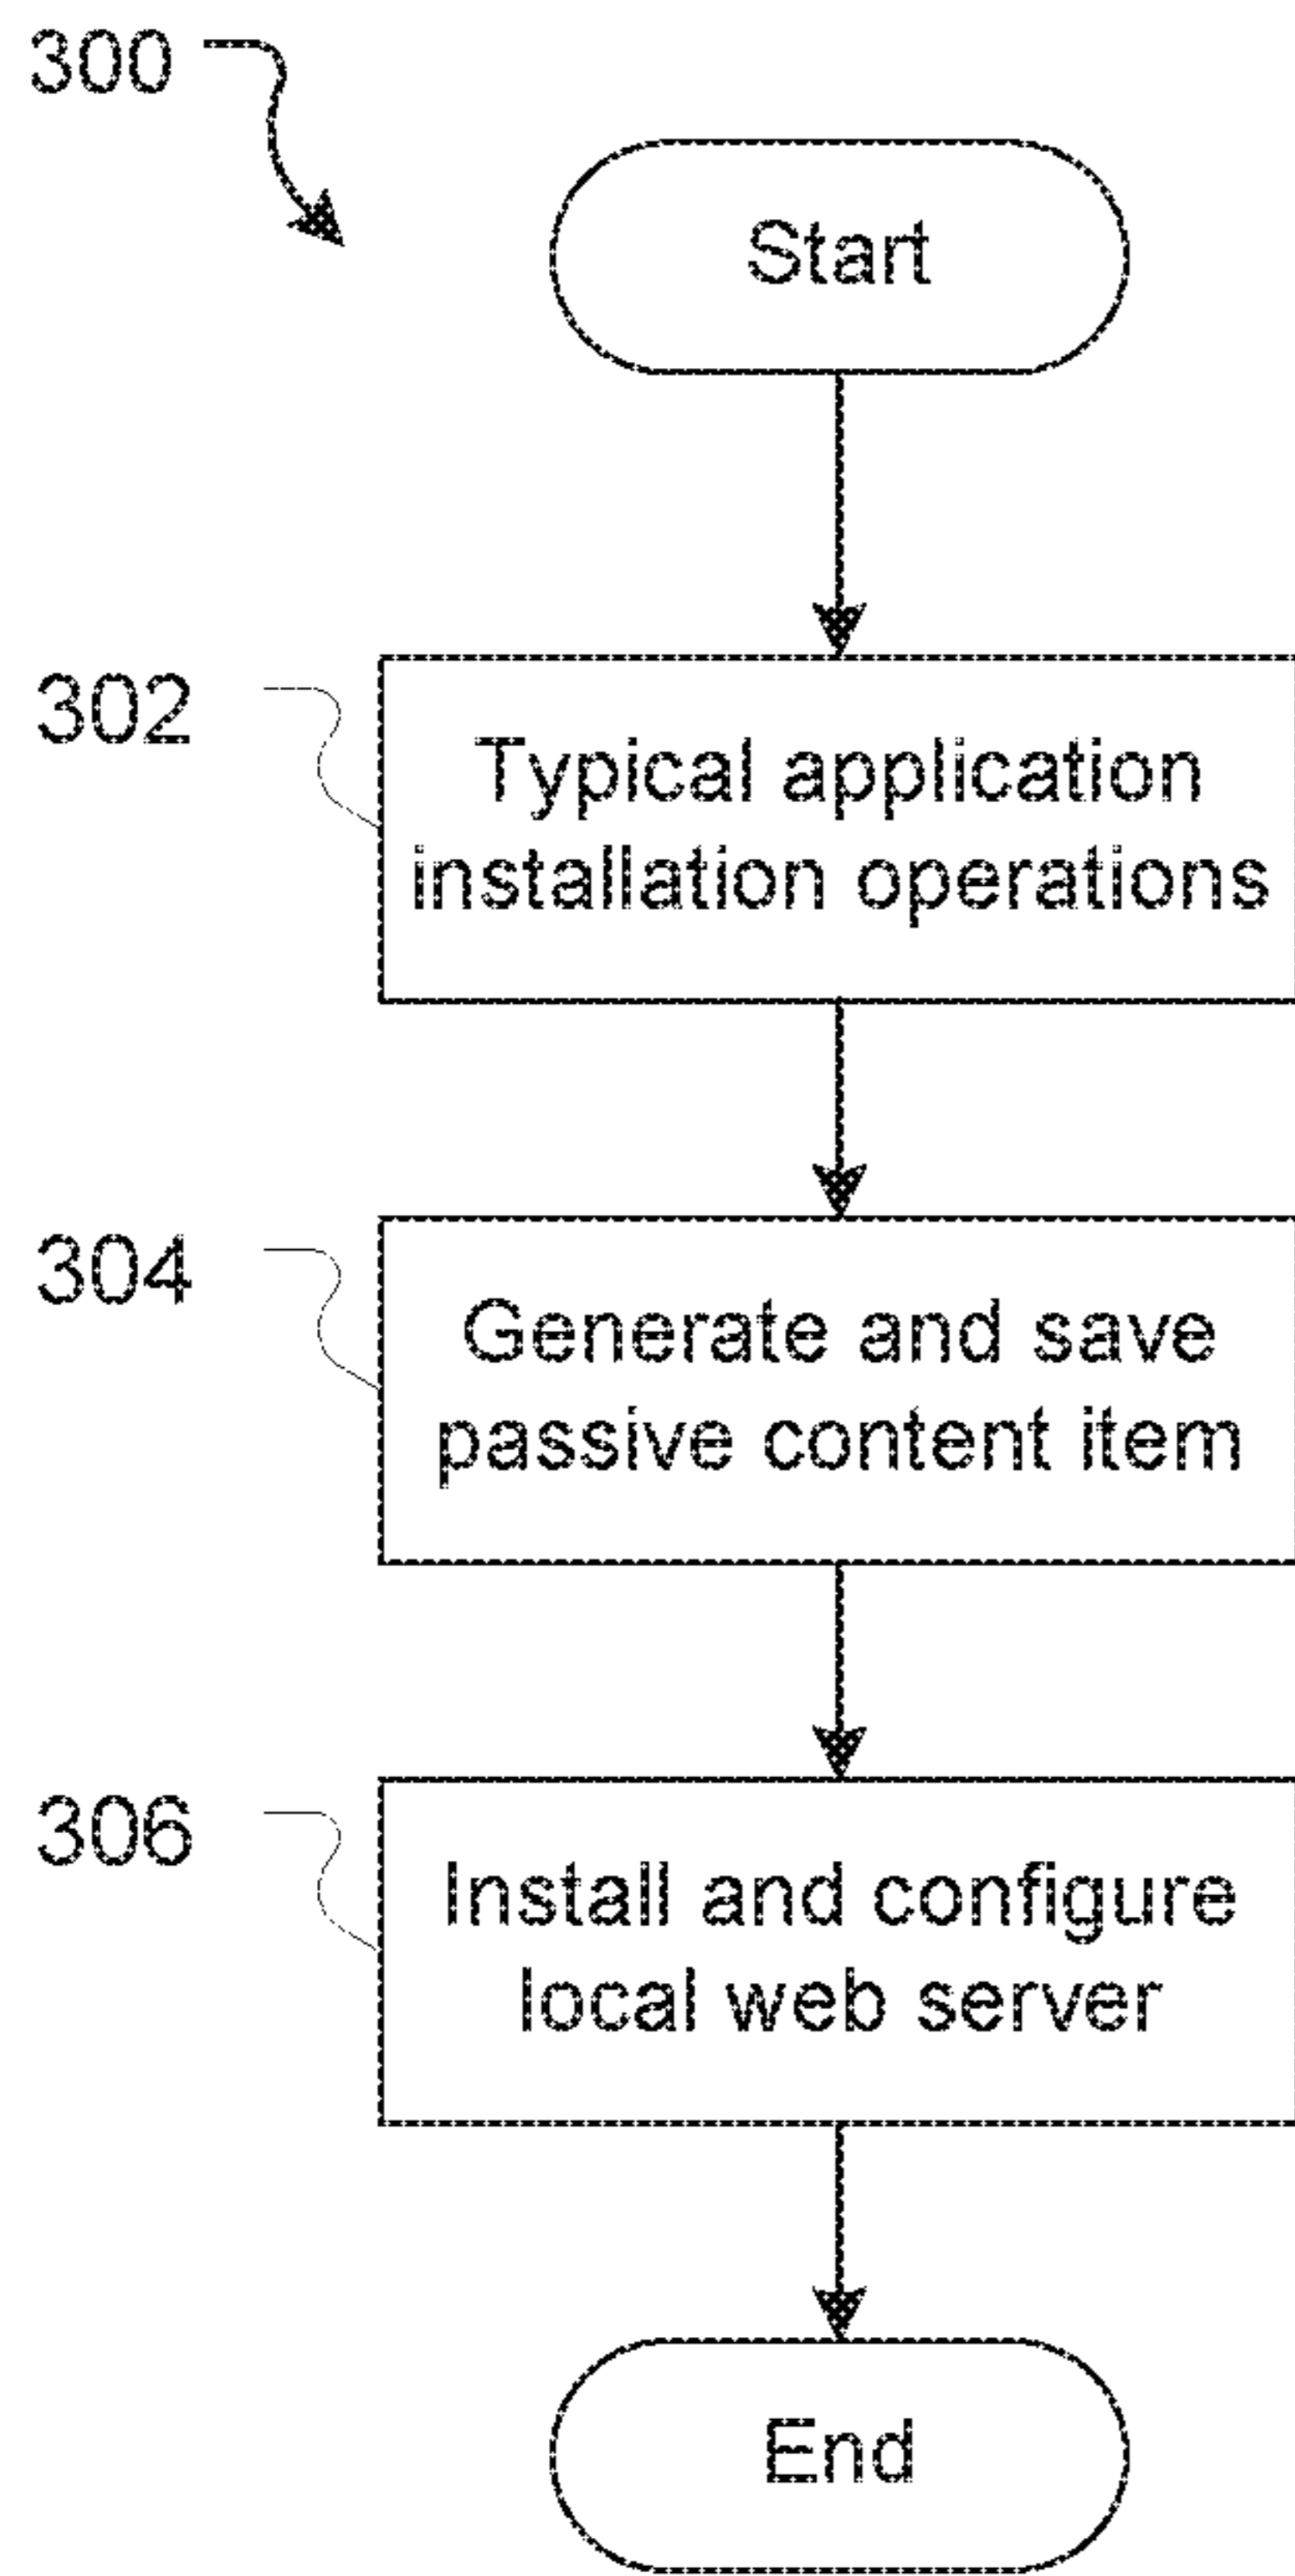 300
Start
302
Typical application
installation operations
304
Generate and save
passive content item
306
Install and configure
local web server
End